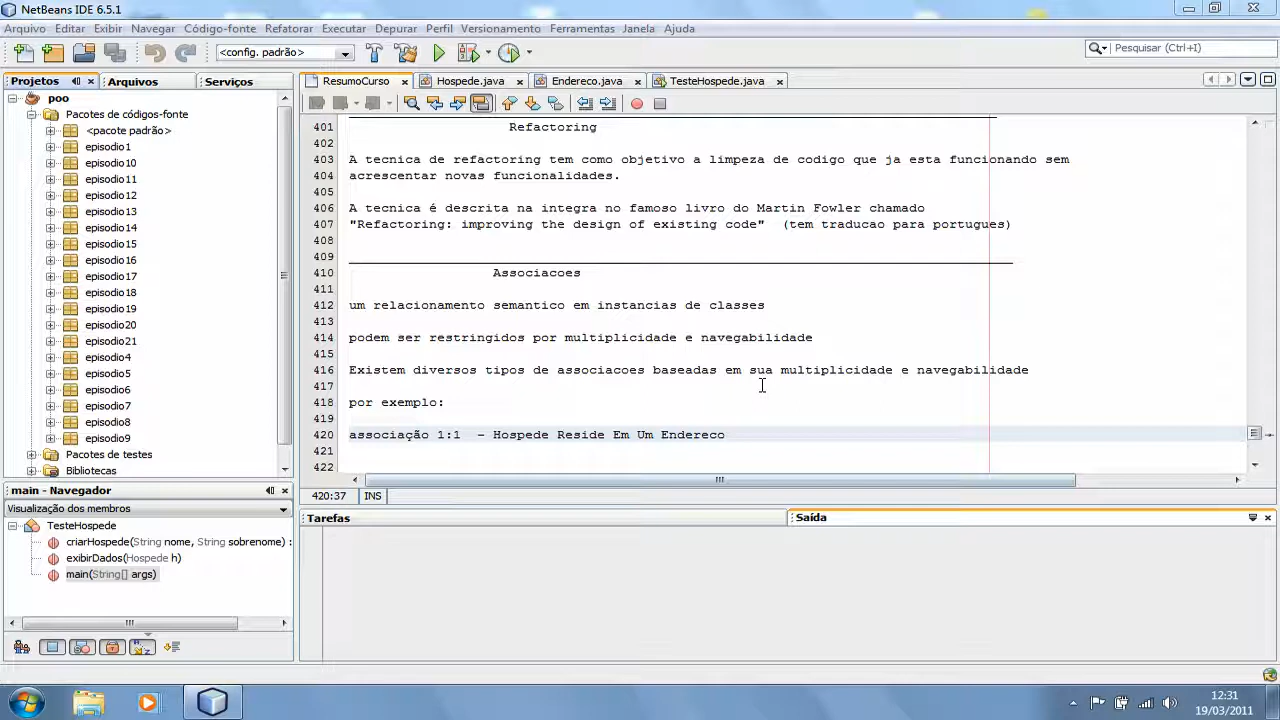 NetBeans IDE 6.5.1
Arquivo Editar Exibir Navegar Código-fonte Refatorar Executar Depurar Perfil Versionamento Ferramentas Janela Ajuda
<config. padrão>
Pesquisar (Ctrl+I)
Projetos Arquivos Serviços
ResumoCurso Hospede.java Endereco.java TesteHospede.java
poo
Pacotes de códigos-fonte
<pacote padrão>
episodio1
episodio10
episodio11
episodio12
episodio13
episodio14
episodio15
episodio16
episodio17
episodio18
episodio19
episodio20
episodio21
episodio4
episodio5
episodio6
episodio7
episodio8
episodio9
Pacotes de testes
Bibliotecas
401 Refactoring
402
403 A tecnica de refactoring tem como objetivo a limpeza de codigo que ja esta funcionando sem
404 acrescentar novas funcionalidades.
405
406 A tecnica é descrita na integra no famoso livro do Martin Fowler chamado
407 "Refactoring: improving the design of existing code" (tem traducao para portugues)
408
409
410 Associacoes
411
412 um relacionamento semantico em instancias de classes
413
414 podem ser restringidos por multiplicidade e navegabilidade
415
416 Existem diversos tipos de associacoes baseadas em sua multiplicidade e navegabilidade
417
418 por exemplo:
419
420 associação 1:1 - Hospede Reside Em Um Endereco
421
422
420:37 INS
main - Navegador
Visualização dos membros
TesteHospede
criarHospede(String nome, String sobrenome) :
exibirDados(Hospede h)
main(String[] args)
Tarefas
Saída
12:31
19/03/2011